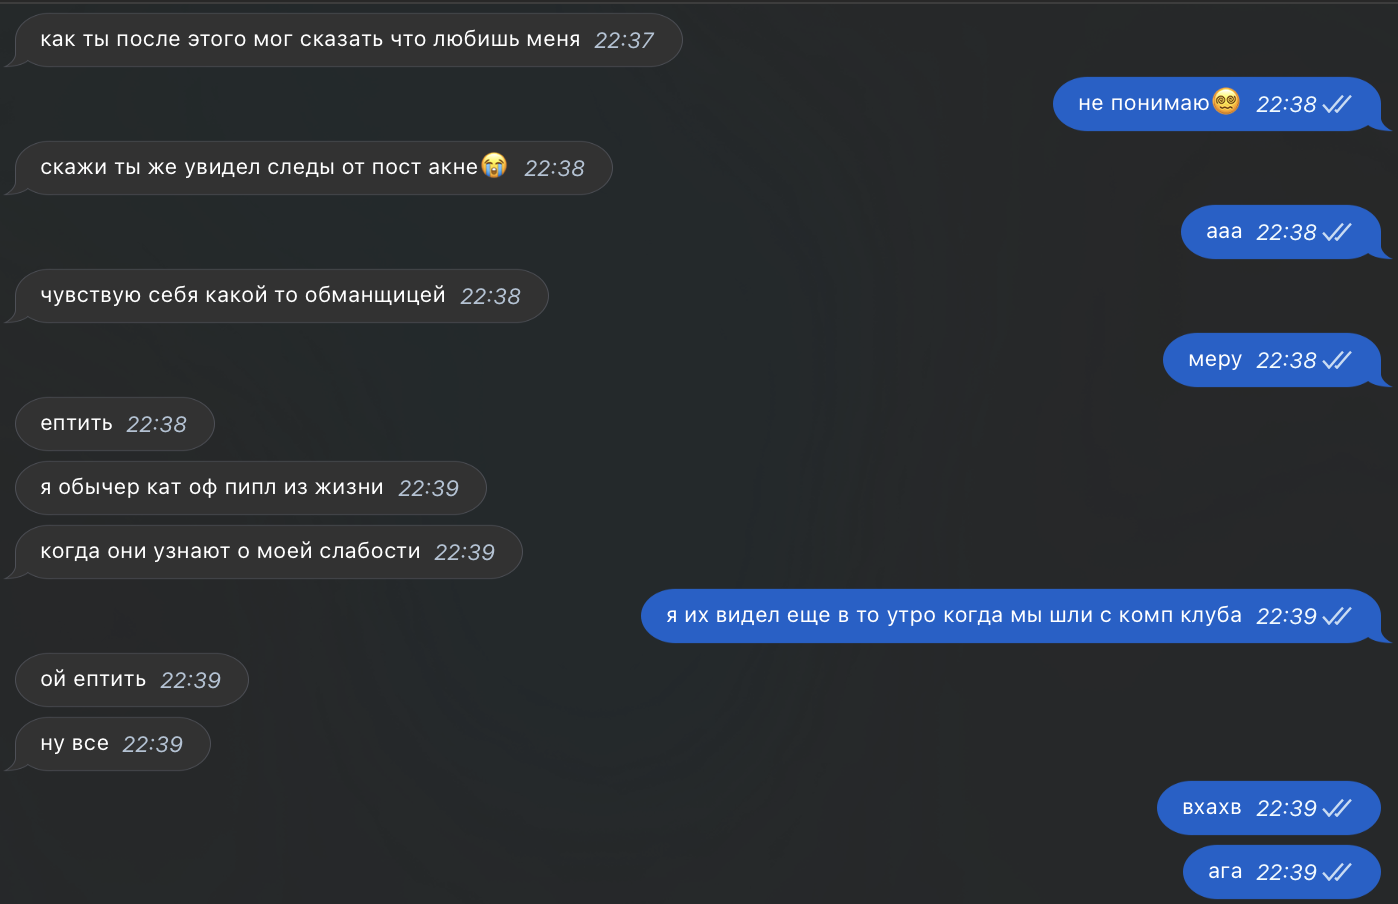 как ты после этого мог сказать что любишь меня 22:37
не понимаю😵‍💫 22:38
скажи ты же увидел следы от пост акне😭 22:38
ааа 22:38
чувствую себя какой то обманщицей 22:38
меру 22:38
ептить 22:38
я обычер кат оф пипл из жизни 22:39
когда они узнают о моей слабости 22:39
я их видел еще в то утро когда мы шли с комп клуба 22:39
ой ептить 22:39
ну все 22:39
вхахв 22:39
ага 22:39